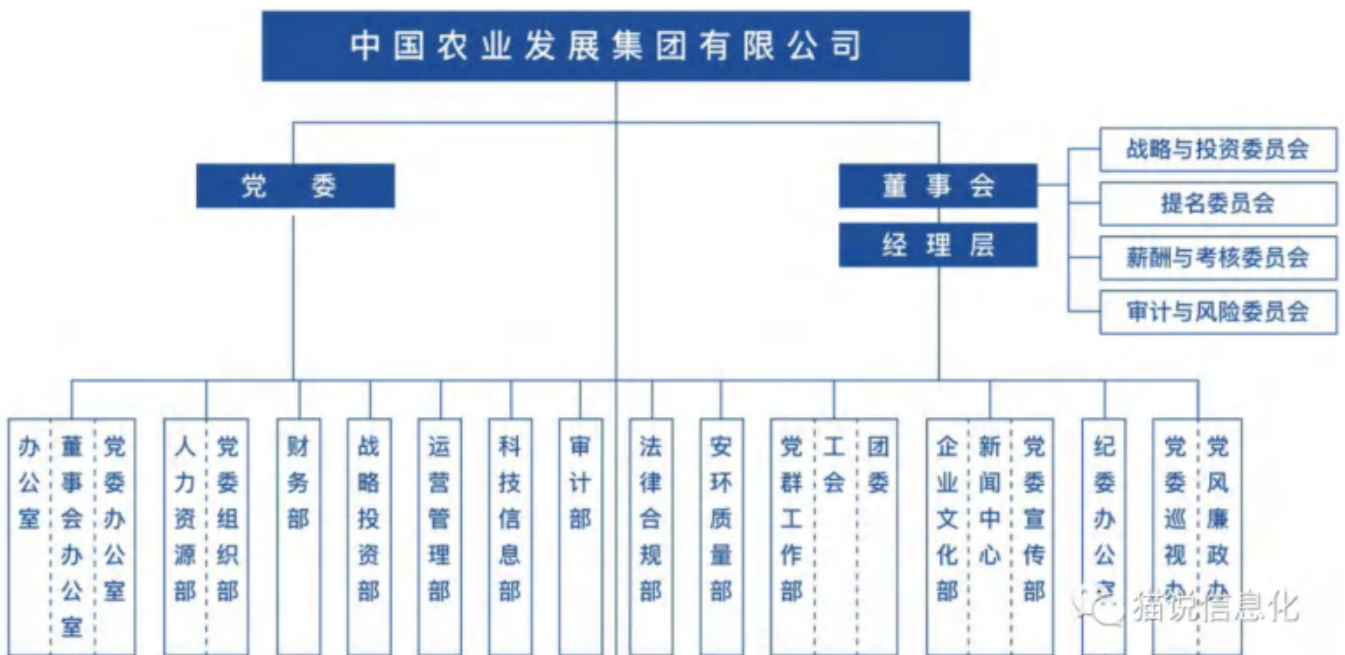 中国农业发展集团有限公司
党委
董事会
经理层
战略与投资委员会
提名委员会
薪酬与考核委员会
审计与风险委员会
办公室
董事会办公室
党委办公室
人力资源部
党委组织部
财务部
战略投资部
运营管理部
科技信息部
审计部
法律合规部
安环质量部
党群工作部
工会
团委
企业文化部
新闻中心
党委宣传部
纪委办公室
党委巡视办
党风廉政办
猫说信息化